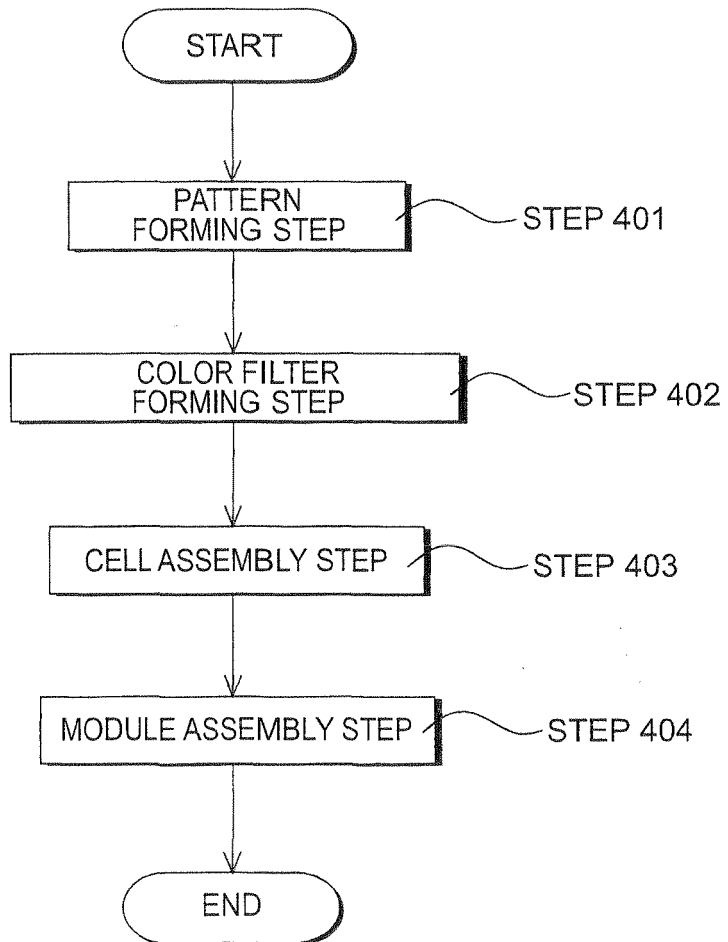 START
PATTERN
FORMING STEP
STEP 401
COLOR FILTER
FORMING STEP
STEP 402
CELL ASSEMBLY STEP
STEP 403
MODULE ASSEMBLY STEP
STEP 404
END